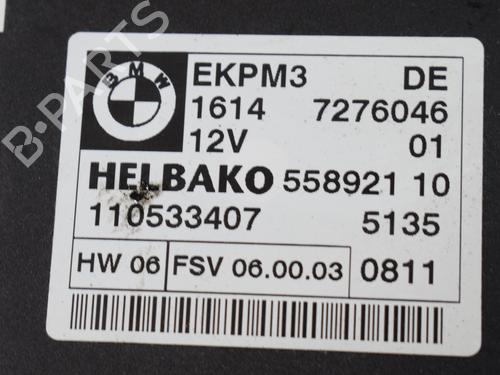 BMW
EKPM3 DE
1614 7276046
12V 01
HELBAKO 558921 10
110533407 5135
HW 06 FSV 06.00.03 0811
B-PARTS